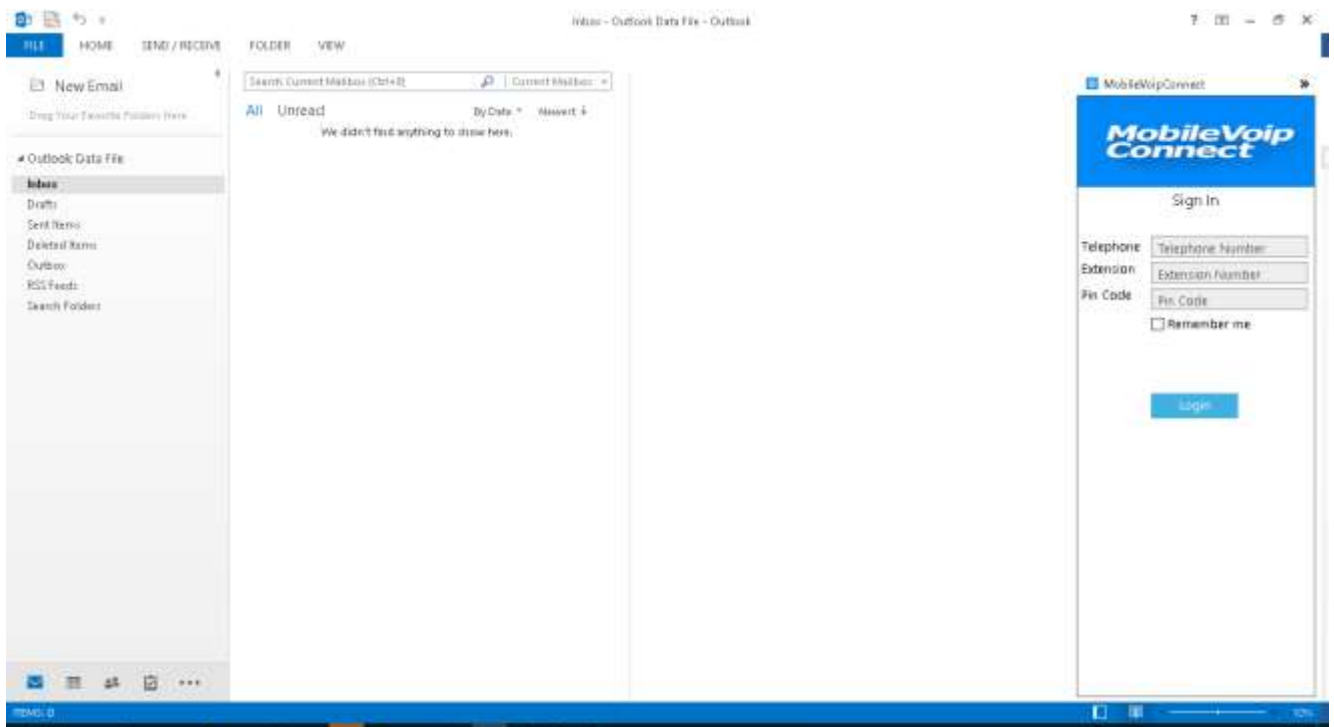 Inbox - Outlook Data File - Outlook
FILE HOME SEND / RECEIVE FOLDER VIEW
New Email
Drag Your Favorite Folders Here
Outlook Data File
Inbox
Drafts
Sent Items
Deleted Items
Outbox
RSS Feeds
Search Folders
ITEMS: 0
Search Current Mailbox (Ctrl+E) Current Mailbox
All Unread By Date Newest
We didn't find anything to show here.
MobileVoipConnect
MobileVoip
Connect
Sign In
Telephone Telephone Number
Extension Extension Number
Pin Code Pin Code
Remember me
Login